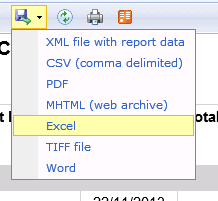 XML file with report data
CSV (comma delimited)
PDF
MHTML (web archive)
Excel
TIFF file
Word